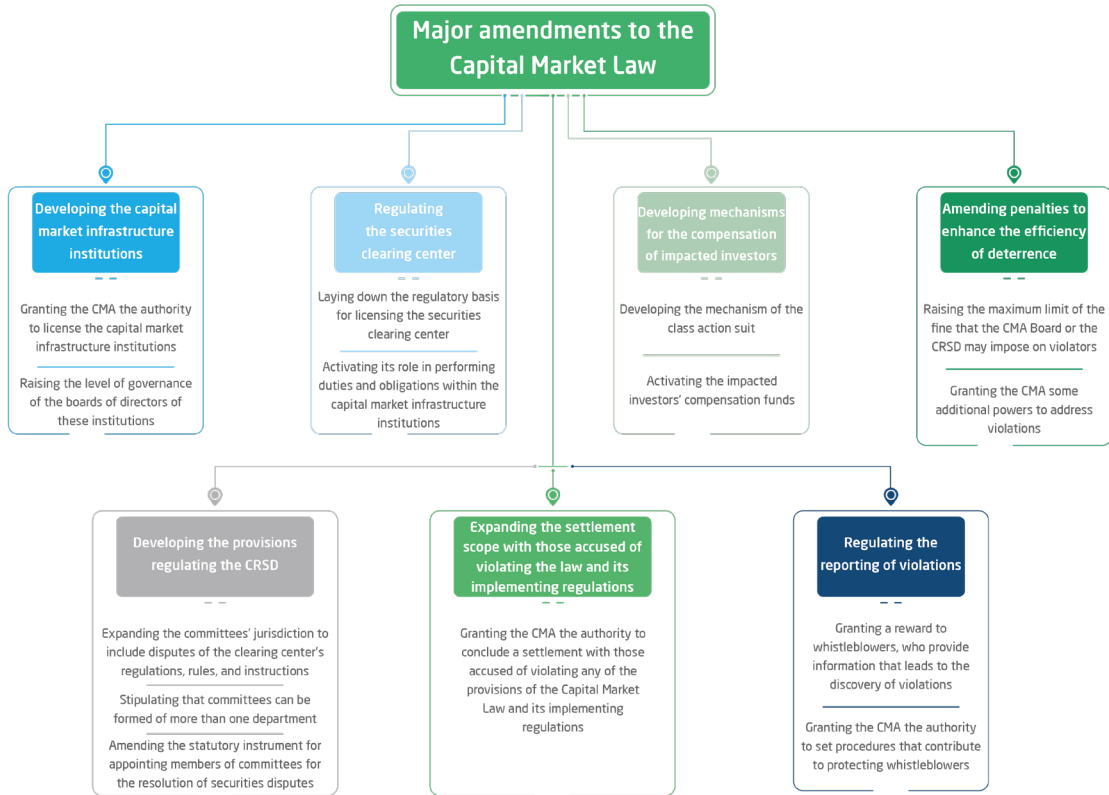 Major amendments to the
Capital Market Law
Developing the capital
market infrastructure
institutions
Granting the CMA the authority
to license the capital market
infrastructure institutions
Raising the level of governance
of the boards of directors of
these institutions
Regulating
the securities
clearing center
Laying down the regulatory basis
for licensing the securities
clearing center
Activating its role in performing
duties and obligations within the
capital market infrastructure
institutions
Developing mechanisms
for the compensation
of impacted investors
Developing the mechanism of the
class action suit
Activating the impacted
investors' compensation funds
Amending penalties to
enhance the efficiency
of deterrence
Raising the maximum limit of the
fine that the CMA Board or the
CRSD may impose on violators
Granting the CMA some
additional powers to address
violations
Developing the provisions
regulating the CRSD
Expanding the committees' jurisdiction to
include disputes of the clearing center's
regulations, rules, and instructions
Stipulating that committees can be
formed of more than one department
Amending the statutory instrument for
appointing members of committees for
the resolution of securities disputes
Expanding the settlement
scope with those accused of
violating the law and its
implementing regulations
Granting the CMA the authority to
conclude a settlement with those
accused of violating any of the
provisions of the Capital Market
Law and its implementing
regulations
Regulating the
reporting of violations
Granting a reward to
whistleblowers, who provide
information that leads to the
discovery of violations
Granting the CMA the authority
to set procedures that contribute
to protecting whistleblowers